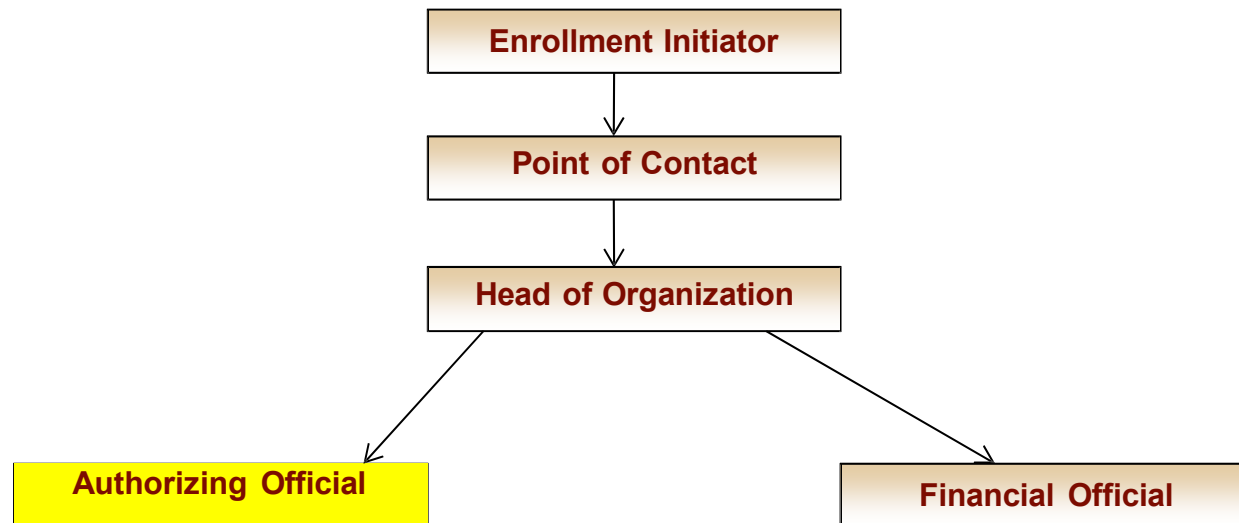 Enrollment Initiator
Point of Contact
Head of Organization
Authorizing Official
Financial Official